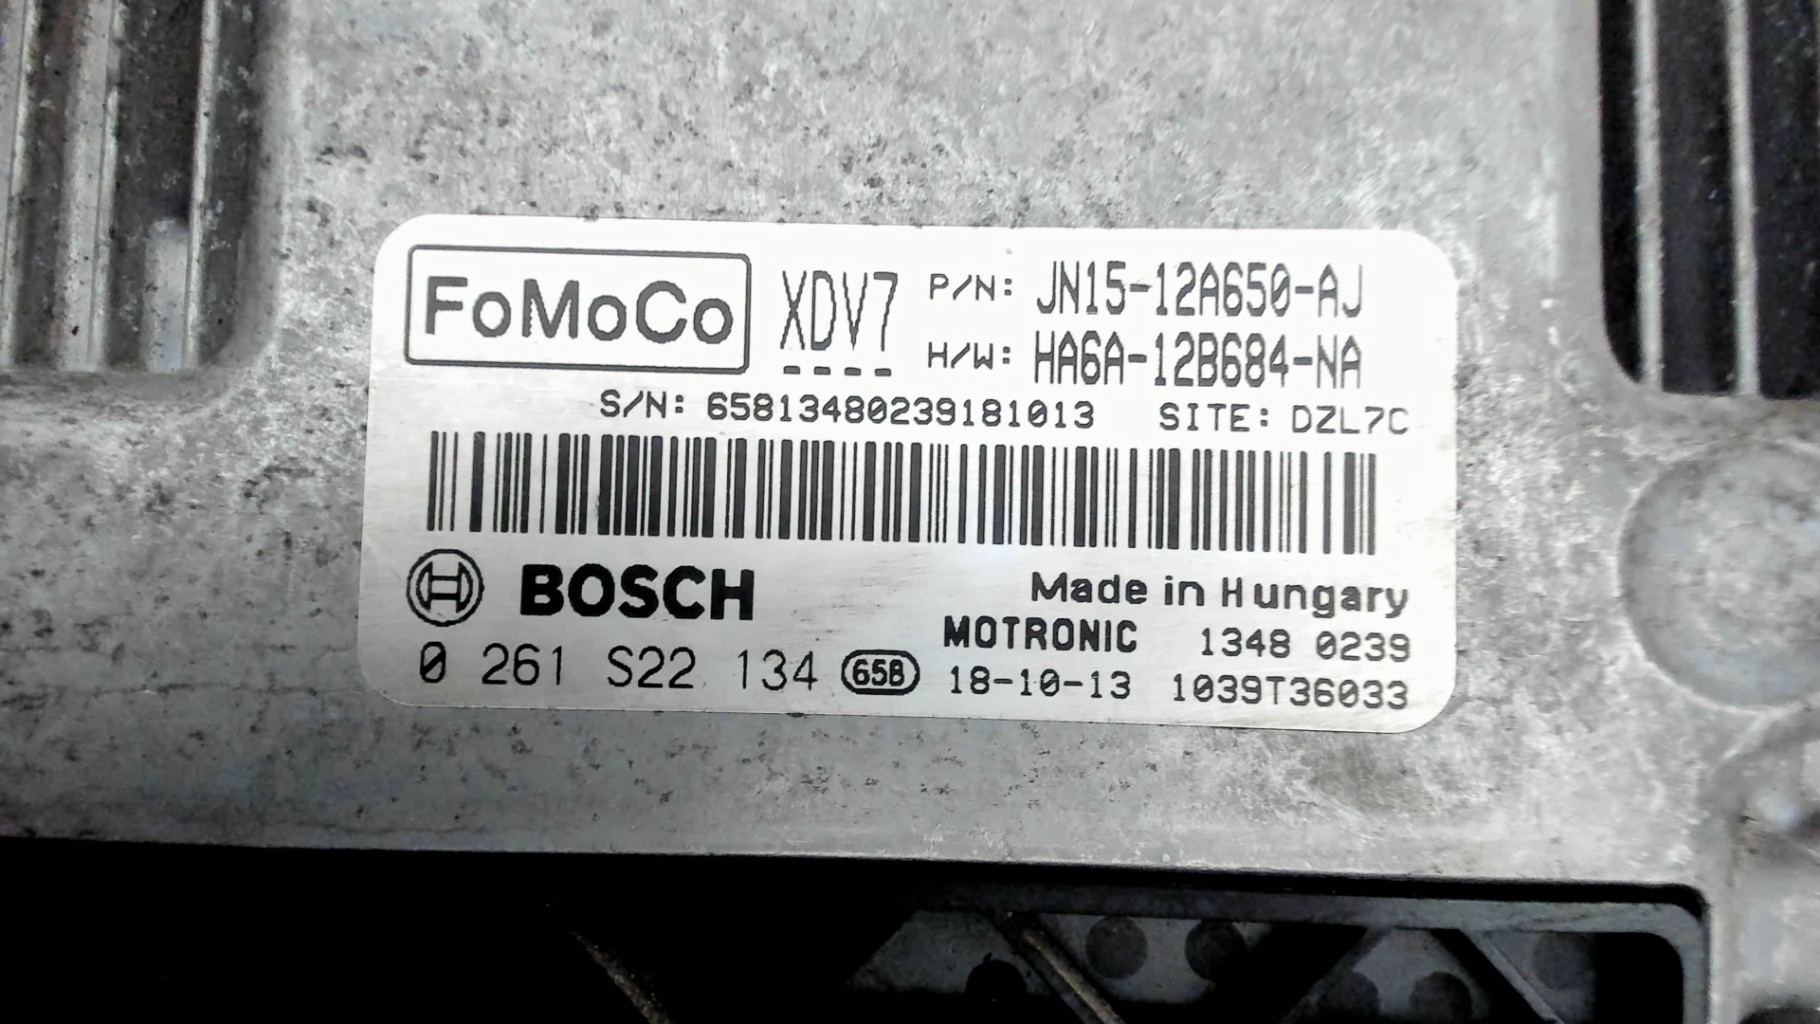 FoMoCo XDV7 P/N: JN15-12A650-AJ
---- H/W: HA6A-12B684-NA
S/N: 65813480239181013 SITE: DZL7C
BOSCH Made in Hungary
MOTRONIC 1348 0239
0 261 S22 134 65B 18-10-13 1039T36033